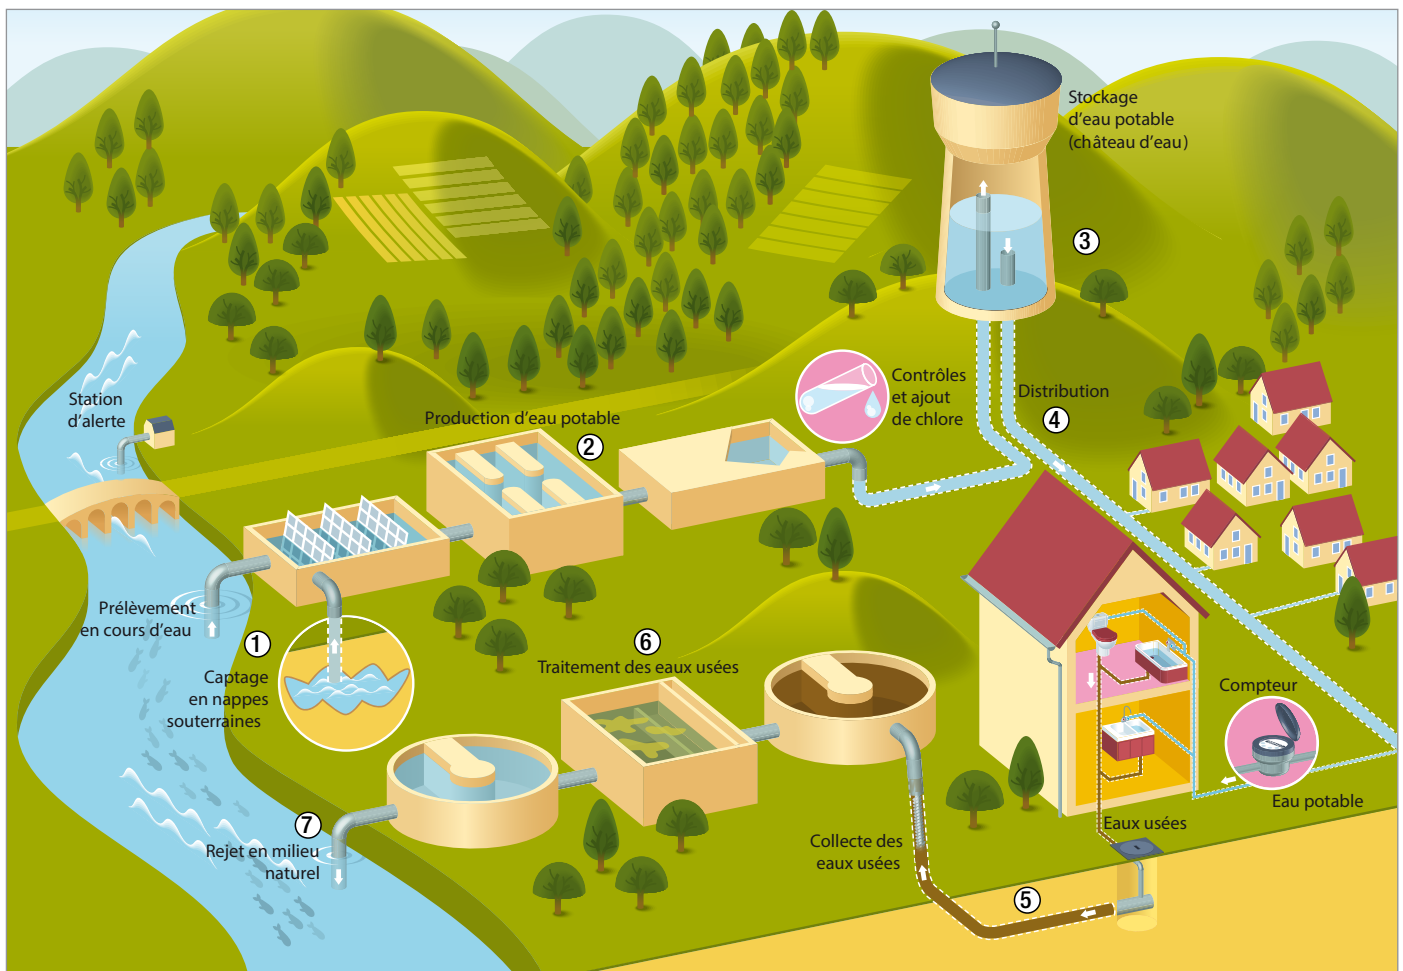 Stockage
d'eau potable
(château d'eau)
3
Contrôles
et ajout
de chlore
Distribution
4
Station
d'alerte
Production d'eau potable
2
Prélèvement
en cours d'eau
1
Captage
en nappes
souterraines
6
Traitement des eaux usées
Compteur
Eau potable
Eaux usées
7
Rejet en milieu
naturel
Collecte des
eaux usées
5